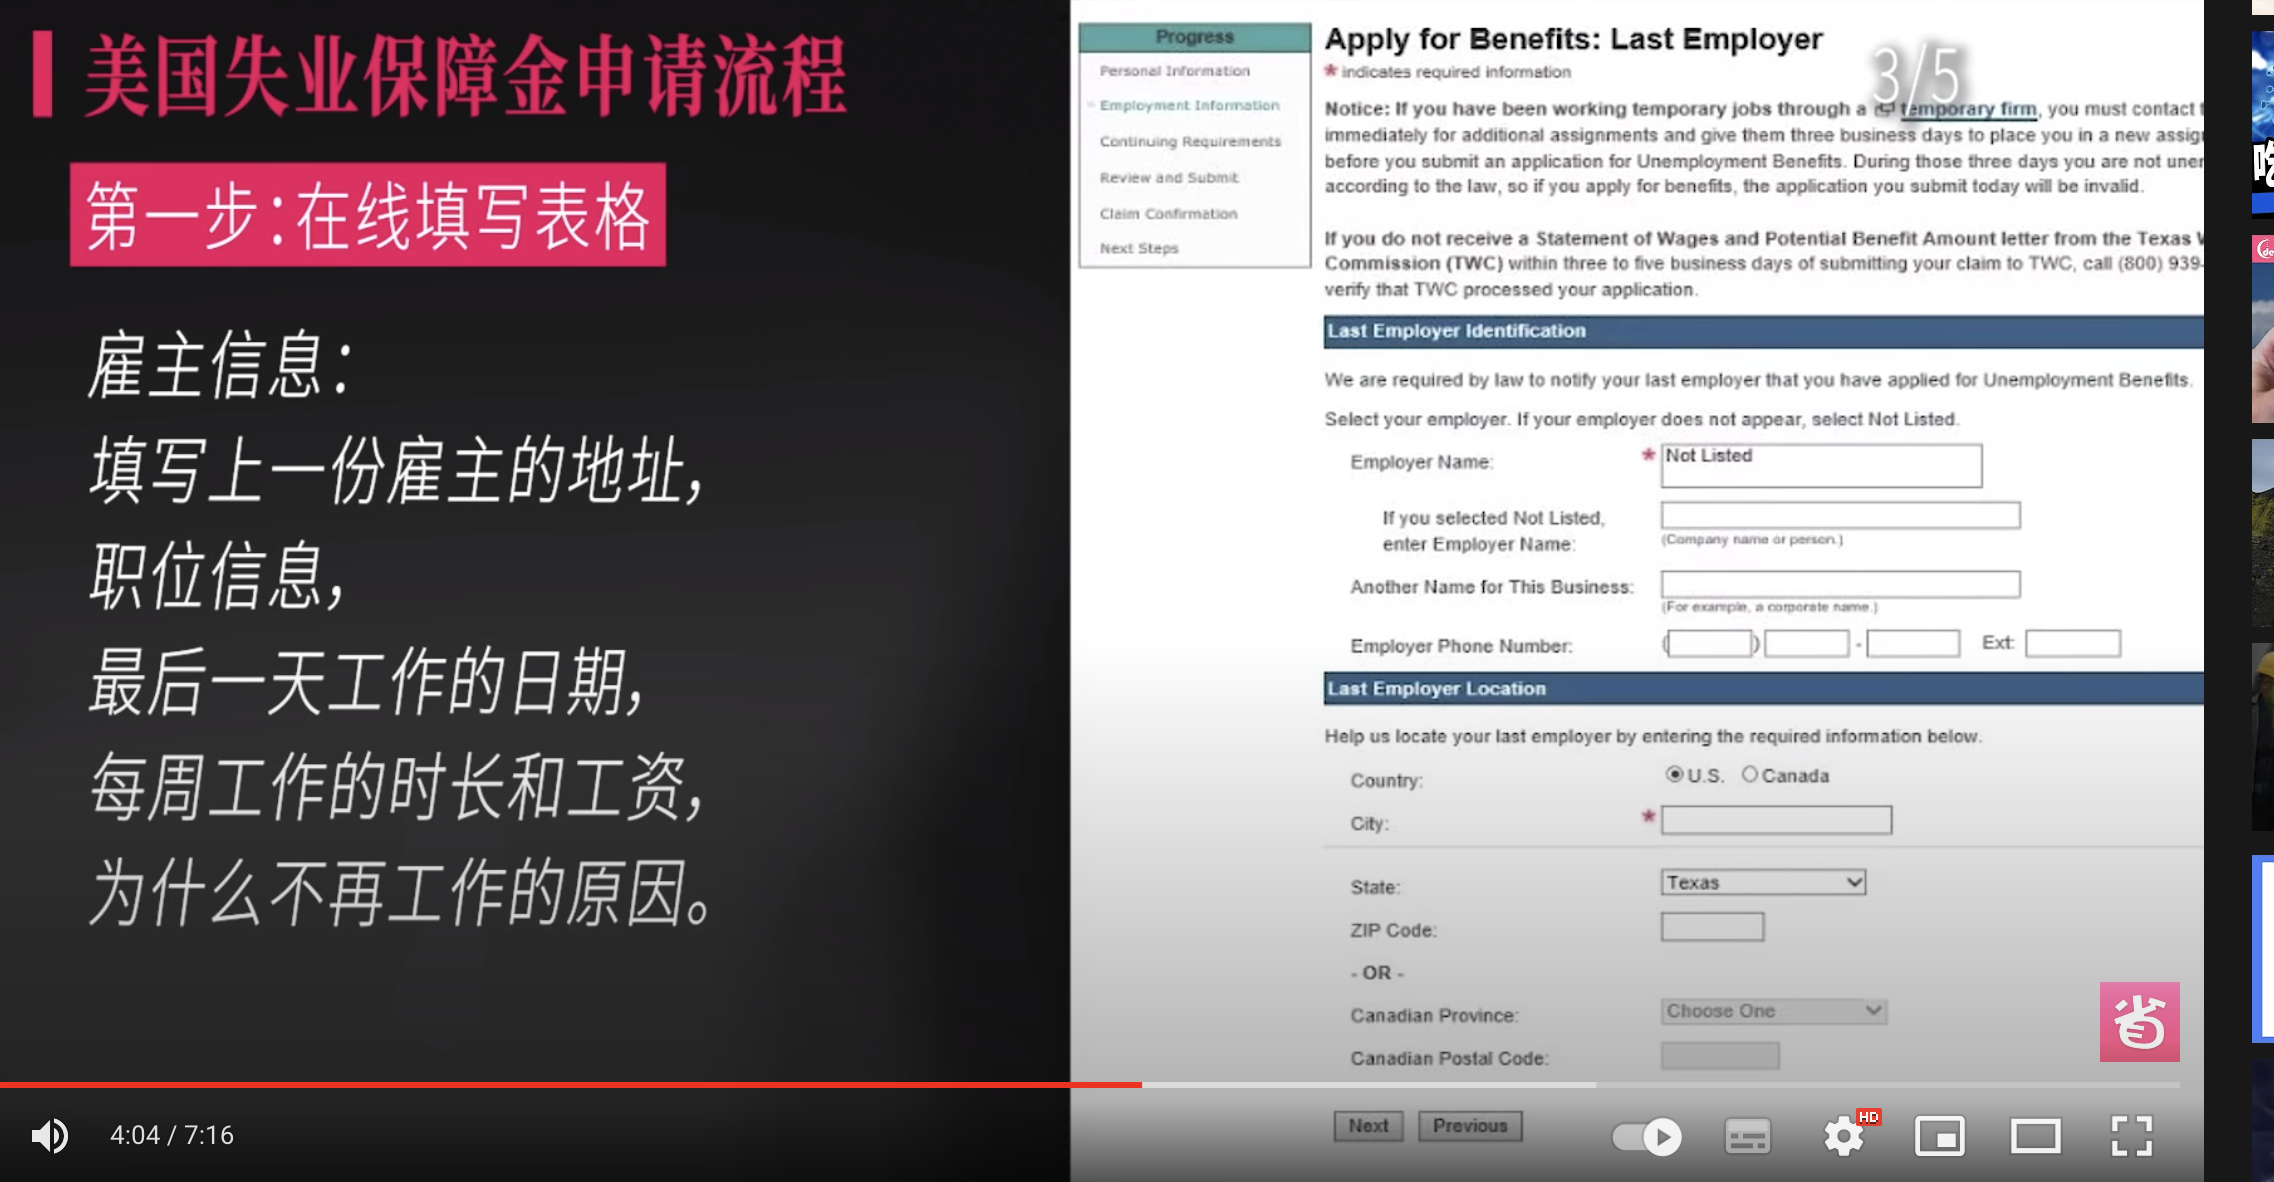 美国失业保障金申请流程
第一步:在线填写表格
雇主信息：
填写上一份雇主的地址，
职位信息，
最后一天工作的日期，
每周工作的时长和工资，
为什么不再工作的原因。
3/5
Progress
Personal Information
Employment Information
Continuing Requirements
Review and Submit
Claim Confirmation
Next Steps
Apply for Benefits: Last Employer
* indicates required information
Notice: If you have been working temporary jobs through a temporary firm, you must contact
immediately for additional assignments and give them three business days to place you in a new
before you submit an application for Unemployment Benefits. During those three days you are not
according to the law, so if you apply for benefits, the application you submit today will be invalid.
If you do not receive a Statement of Wages and Potential Benefit Amount letter from the Texas
Commission (TWC) within three to five business days of submitting your claim to TWC, call (800) 939-
verify that TWC processed your application.
Last Employer Identification
We are required by law to notify your last employer that you have applied for Unemployment Benefits.
Select your employer. If your employer does not appear, select Not Listed.
Employer Name: * Not Listed
If you selected Not Listed,
enter Employer Name:
(Company name or person.)
Another Name for This Business:
(For example, a corporate name.)
Employer Phone Number: ( ) - Ext:
Last Employer Location
Help us locate your last employer by entering the required information below.
Country: U.S. Canada
City: *
State: Texas
ZIP Code:
- OR -
Canadian Province: Choose One
Canadian Postal Code:
Next Previous
省
4:04 / 7:16
HD